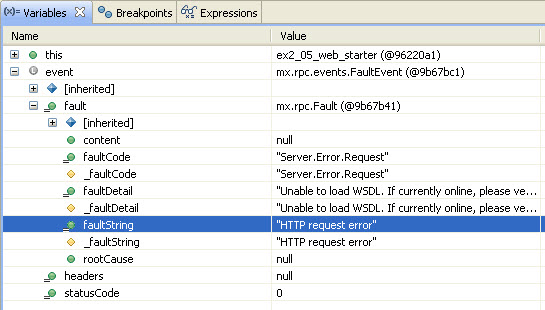 (x)= Variables Breakpoints Expressions
Name Value
this ex2_05_web_starter (@96220a1)
event mx.rpc.events.FaultEvent (@9b67bc1)
[inherited]
fault mx.rpc.Fault (@9b67b41)
[inherited]
content null
faultCode "Server.Error.Request"
_faultCode "Server.Error.Request"
faultDetail "Unable to load WSDL. If currently online, please ve...
_faultDetail "Unable to load WSDL. If currently online, please ve...
faultString "HTTP request error"
_faultString "HTTP request error"
rootCause null
headers null
statusCode 0